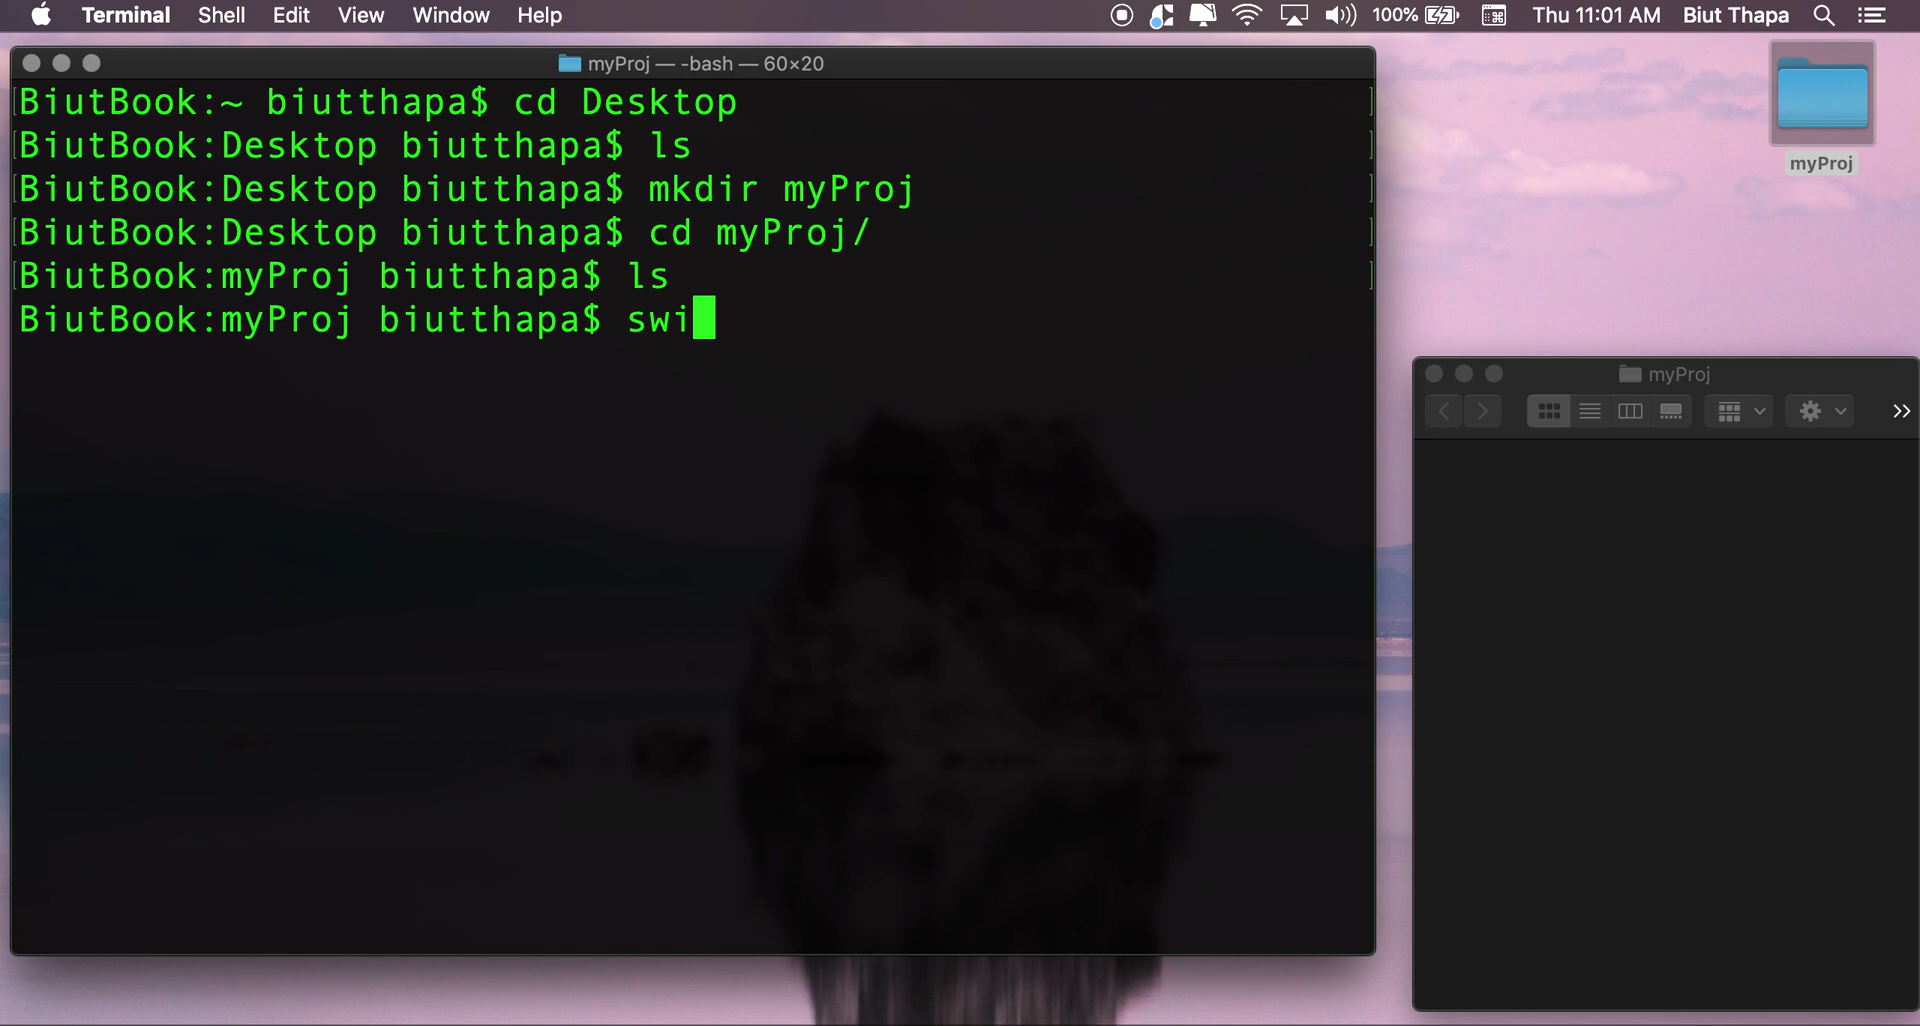 Terminal Shell Edit View Window Help 100% Thu 11:01 AM Biut Thapa
myProj — -bash — 60×20
BiutBook:~ biutthapa$ cd Desktop
BiutBook:Desktop biutthapa$ ls
BiutBook:Desktop biutthapa$ mkdir myProj
BiutBook:Desktop biutthapa$ cd myProj/
BiutBook:myProj biutthapa$ ls
BiutBook:myProj biutthapa$ swi
myProj
myProj